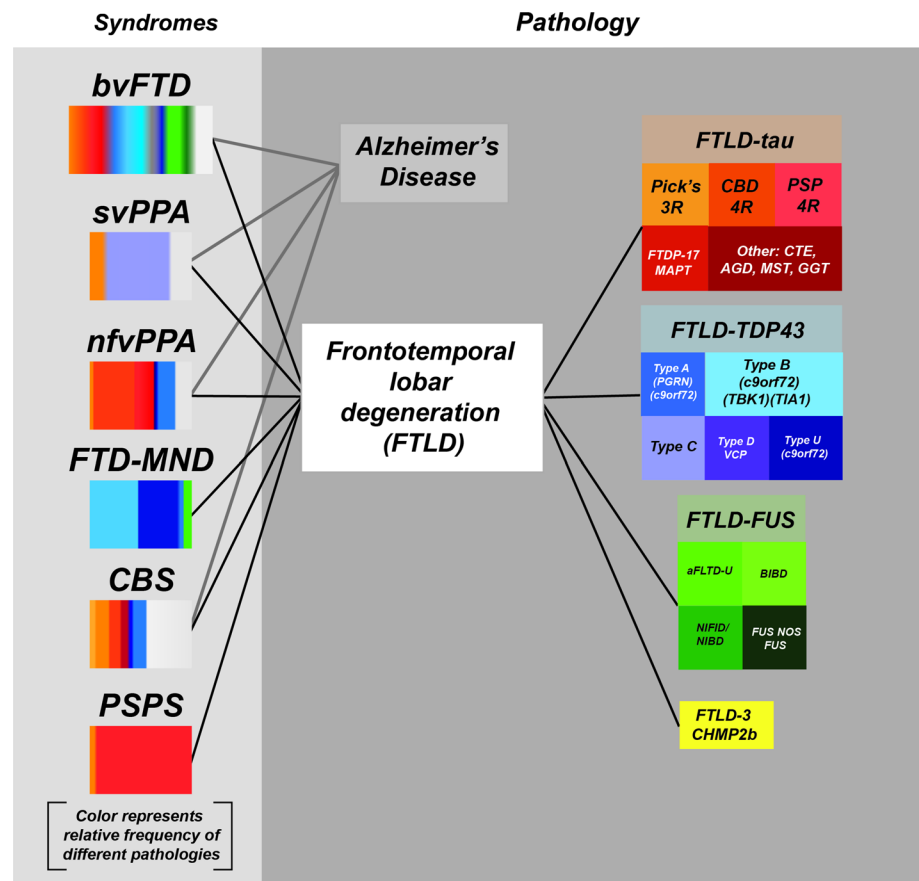 Syndromes
Pathology
bvFTD
svPPA
nfvPPA
FTD-MND
CBS
PSPS
Color represents
relative frequency of
different pathologies
Alzheimer's
Disease
Frontotemporal
lobar
degeneration
(FTLD)
FTLD-tau
Pick's
3R
CBD
4R
PSP
4R
FTDP-17
MAPT
Other: CTE,
AGD, MST, GGT
FTLD-TDP43
Type A
(PGRN)
(c9orf72)
Type B
(c9orf72)
(TBK1)(TIA1)
Type C
Type D
VCP
Type U
(c9orf72)
FTLD-FUS
aFLTD-U
BIBD
NIFID/
NIBD
FUS NOS
FUS
FTLD-3
CHMP2b